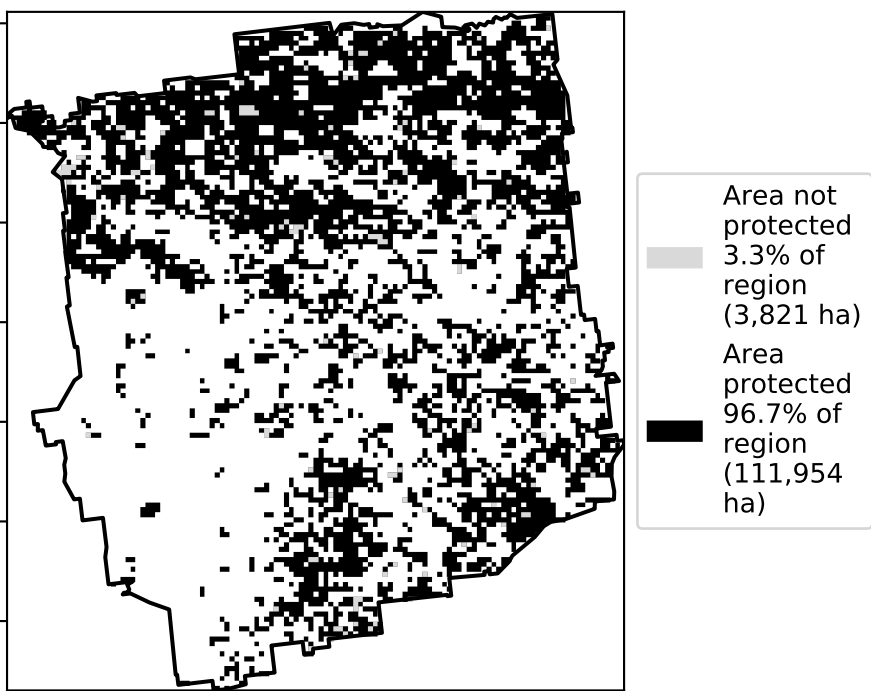 Area not
protected
3.3% of
region
(3,821 ha)
Area
protected
96.7% of
region
(111,954
ha)